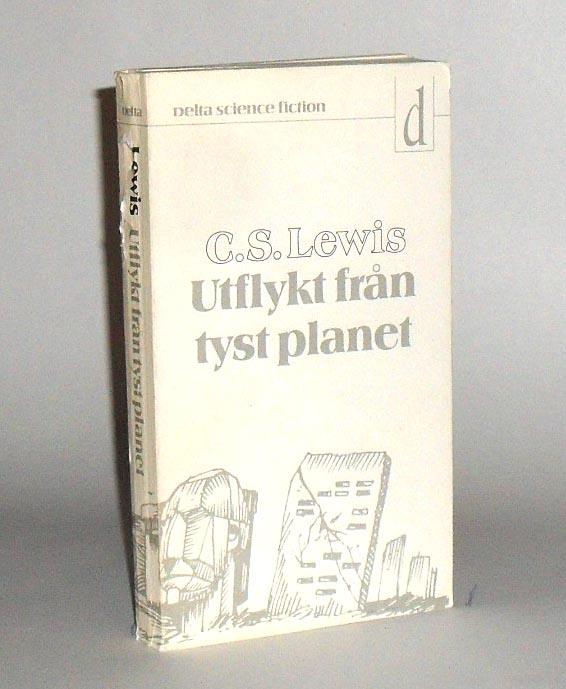 Delta science fiction
d
C.S. Lewis
Utflykt från
tyst planet
Delta
Lewis Utflykt från tyst planet